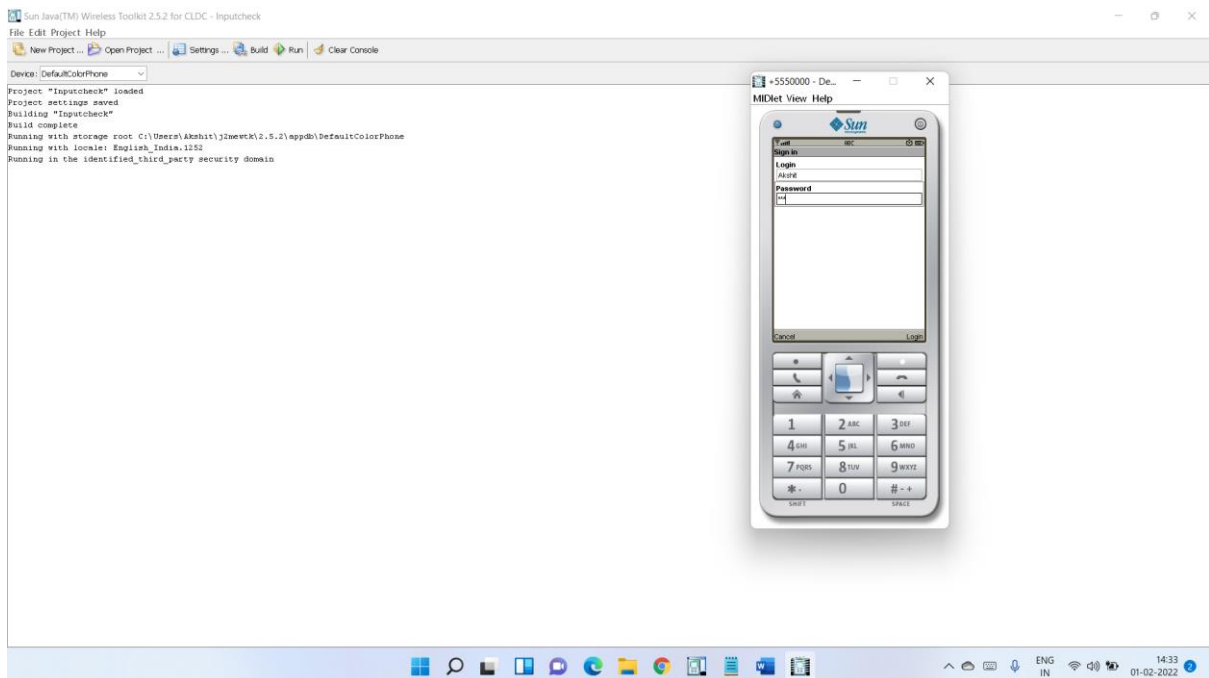 Sun Java(TM) Wireless Toolkit 2.5.2 for CLDC - Inputcheck
File Edit Project Help
New Project ... Open Project ... Settings ... Build Run Clear Console
Device: DefaultColorPhone
Project "Inputcheck" loaded
Project settings saved
Building "Inputcheck"
Build complete
Running with storage root C:\Users\Akshit\j2mewtk\2.5.2\appdb\DefaultColorPhone
Running with locale: English_India.1252
Running in the identified_third_party security domain
+5550000 - De...
MIDlet View Help
Sun
ABC
Sign in
Login
Akshit
Password
***
Cancel Login
1 2 ABC 3 DEF
4 GHI 5 JKL 6 MNO
7 PQRS 8 TUV 9 WXYZ
* . 0 # - +
SHIFT SPACE
ENG 14:33
IN 01-02-2022 2